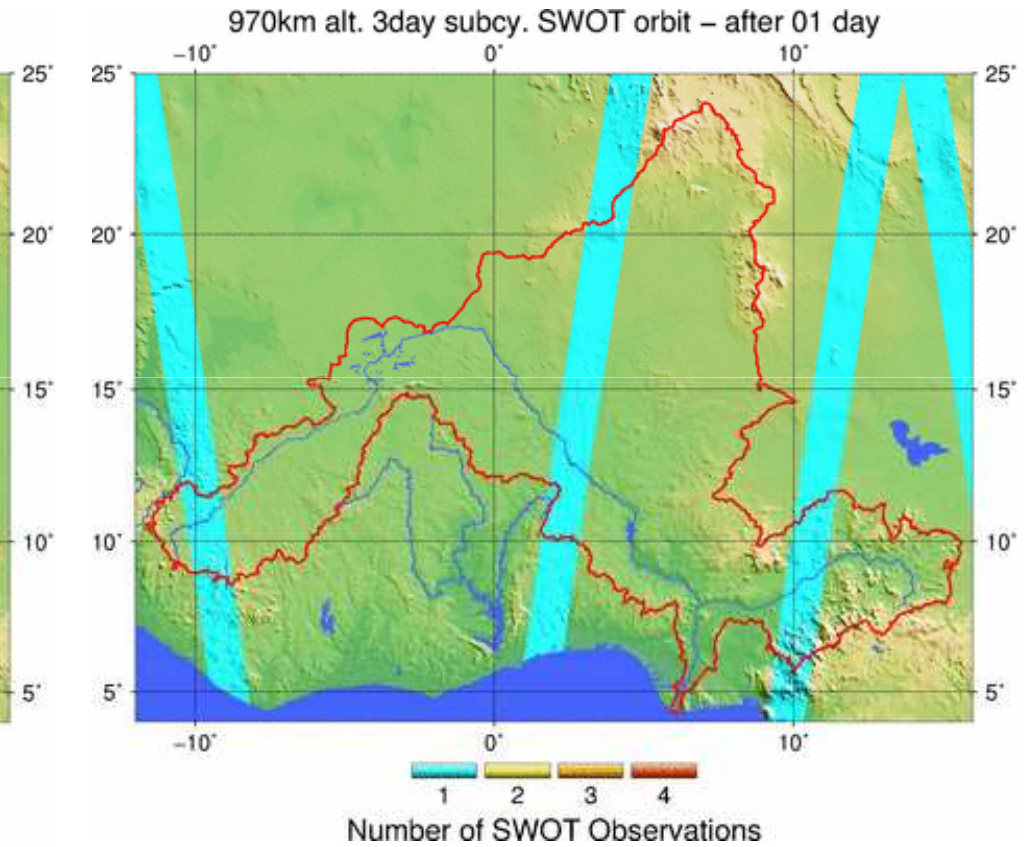 970km alt. 3day subcy. SWOT orbit – after 01 day
−10˚ 0˚ 10˚
25˚ 25˚ 25˚
20˚ 20˚ 20˚
15˚ 15˚ 15˚
10˚ 10˚ 10˚
5˚ 5˚ 5˚
−10˚ 0˚ 10˚
1 2 3 4
Number of SWOT Observations